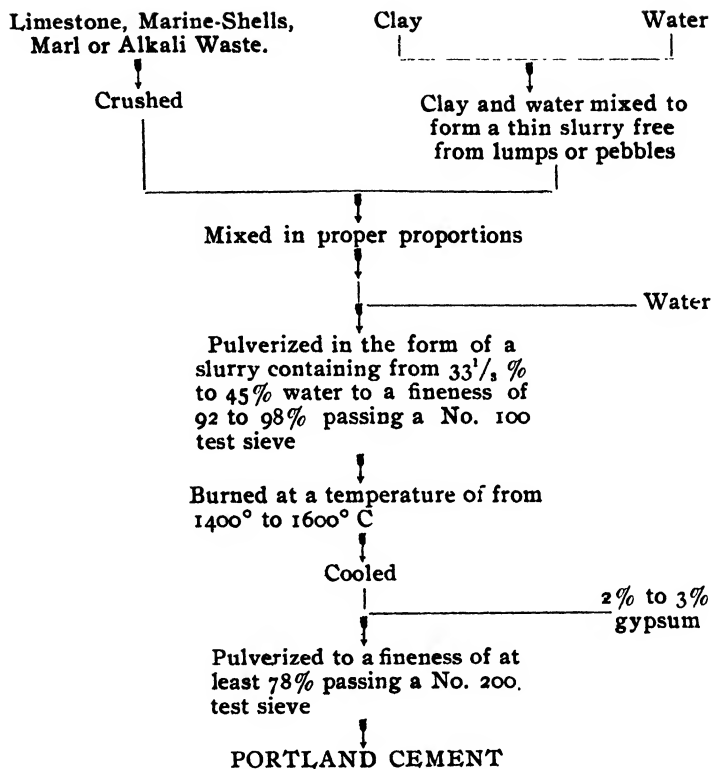 Limestone, Marine-Shells,
Marl or Alkali Waste.
Clay
Water
Crushed
Clay and water mixed to
form a thin slurry free
from lumps or pebbles
Mixed in proper proportions
Water
Pulverized in the form of a
slurry containing from 33¹/₃ %
to 45% water to a fineness of
92 to 98% passing a No. 100
test sieve
Burned at a temperature of from
1400° to 1600° C
Cooled
2% to 3%
gypsum
Pulverized to a fineness of at
least 78% passing a No. 200.
test sieve
PORTLAND CEMENT